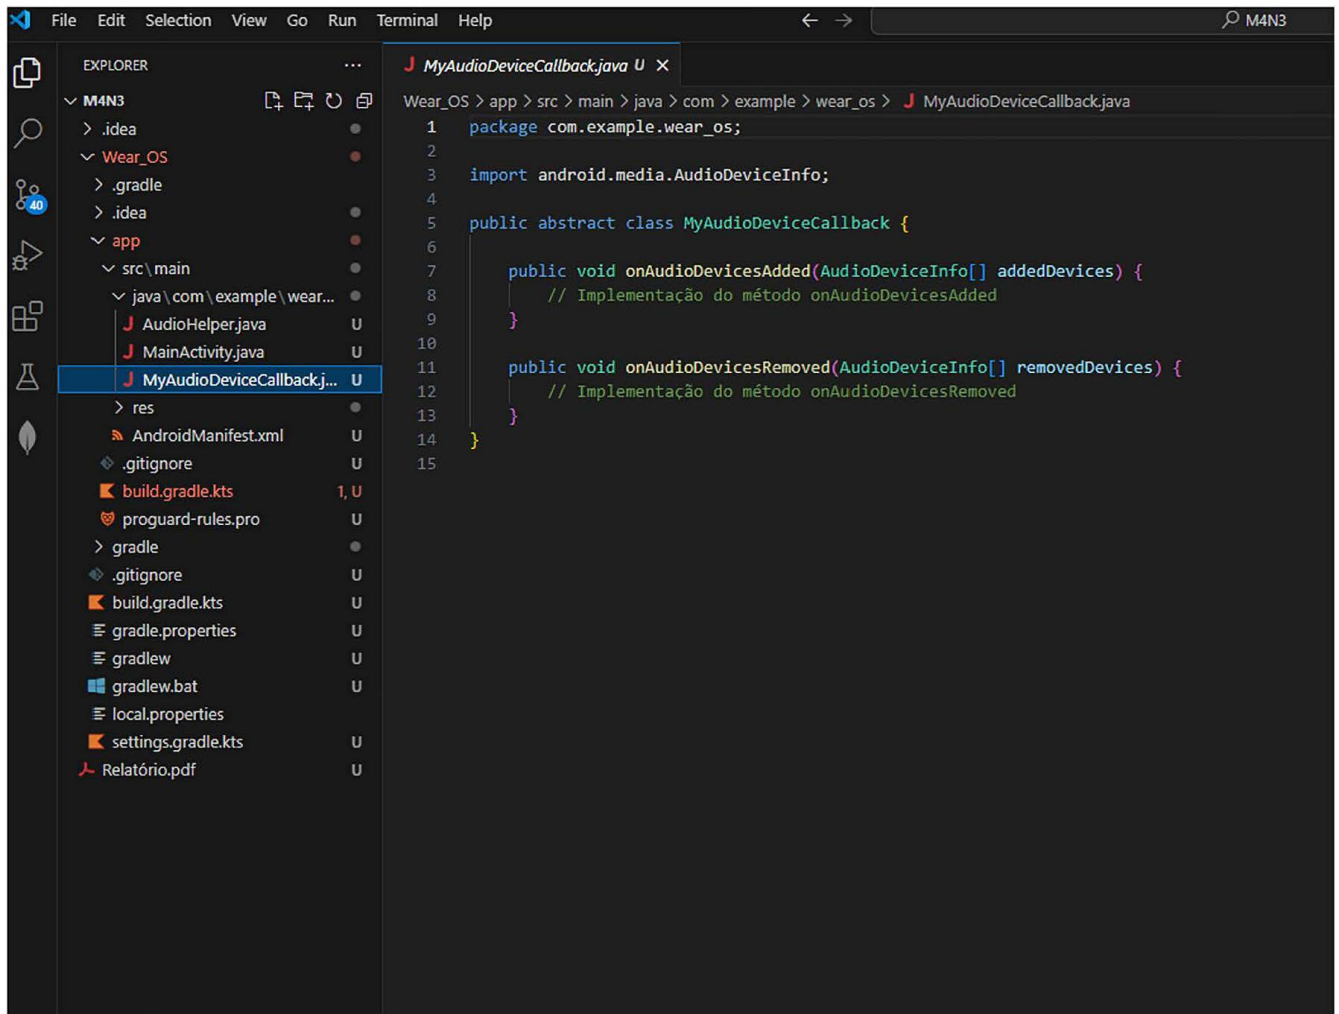 File Edit Selection View Go Run Terminal Help M4N3
EXPLORER ...
M4N3
.idea
Wear_OS
.gradle
.idea
app
src\main
java\com\example\wear...
AudioHelper.java U
MainActivity.java U
MyAudioDeviceCallback.j... U
res
AndroidManifest.xml U
.gitignore U
build.gradle.kts 1, U
proguard-rules.pro U
gradle
.gitignore U
build.gradle.kts U
gradle.properties U
gradlew U
gradlew.bat U
local.properties
settings.gradle.kts U
Relatório.pdf U
40
J MyAudioDeviceCallback.java U
Wear_OS > app > src > main > java > com > example > wear_os > J MyAudioDeviceCallback.java
1 package com.example.wear_os;
2
3 import android.media.AudioDeviceInfo;
4
5 public abstract class MyAudioDeviceCallback {
6
7 public void onAudioDevicesAdded(AudioDeviceInfo[] addedDevices) {
8 // Implementação do método onAudioDevicesAdded
9 }
10
11 public void onAudioDevicesRemoved(AudioDeviceInfo[] removedDevices) {
12 // Implementação do método onAudioDevicesRemoved
13 }
14 }
15